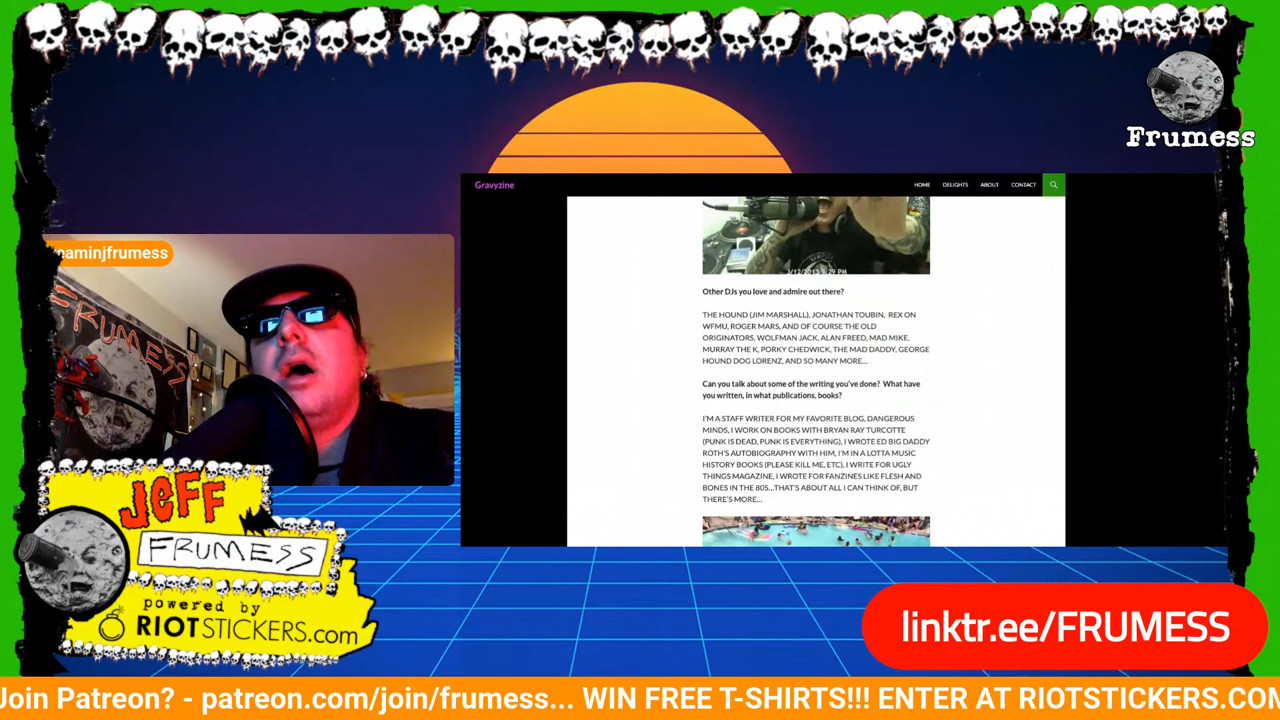 Frumess
Gravyzine
HOME DELIGHTS ABOUT CONTACT
3/12/2013 9:29 PM
Other DJs you love and admire out there?
THE HOUND (JIM MARSHALL), JONATHAN TOUBIN, REX ON
WFMU, ROGER MARS, AND OF COURSE THE OLD
ORIGINATORS, WOLFMAN JACK, ALAN FREED, MAD MIKE,
MURRAY THE K, PORKY CHEDWICK, THE MAD DADDY, GEORGE
HOUND DOG LORENZ, AND SO MANY MORE...
Can you talk about some of the writing you've done? What have
you written, in what publications, books?
I'M A STAFF WRITER FOR MY FAVORITE BLOG, DANGEROUS
MINDS, I WORK ON BOOKS WITH BRYAN RAY TURCOTTE
(PUNK IS DEAD, PUNK IS EVERYTHING), I WROTE ED BIG DADDY
ROTH'S AUTOBIOGRAPHY WITH HIM, I'M IN A LOTTA MUSIC
HISTORY BOOKS (PLEASE KILL ME, ETC), I WRITE FOR UGLY
THINGS MAGAZINE, I WROTE FOR FANZINES LIKE FLESH AND
BONES IN THE 80S...THAT'S ABOUT ALL I CAN THINK OF, BUT
THERE'S MORE...
eaminjfrumess
FRUMESS
JEFF
FRUMESS
powered by
RIOTSTICKERS.com
linktr.ee/FRUMESS
Join Patreon? - patreon.com/join/frumess... WIN FREE T-SHIRTS!!! ENTER AT RIOTSTICKERS.COM